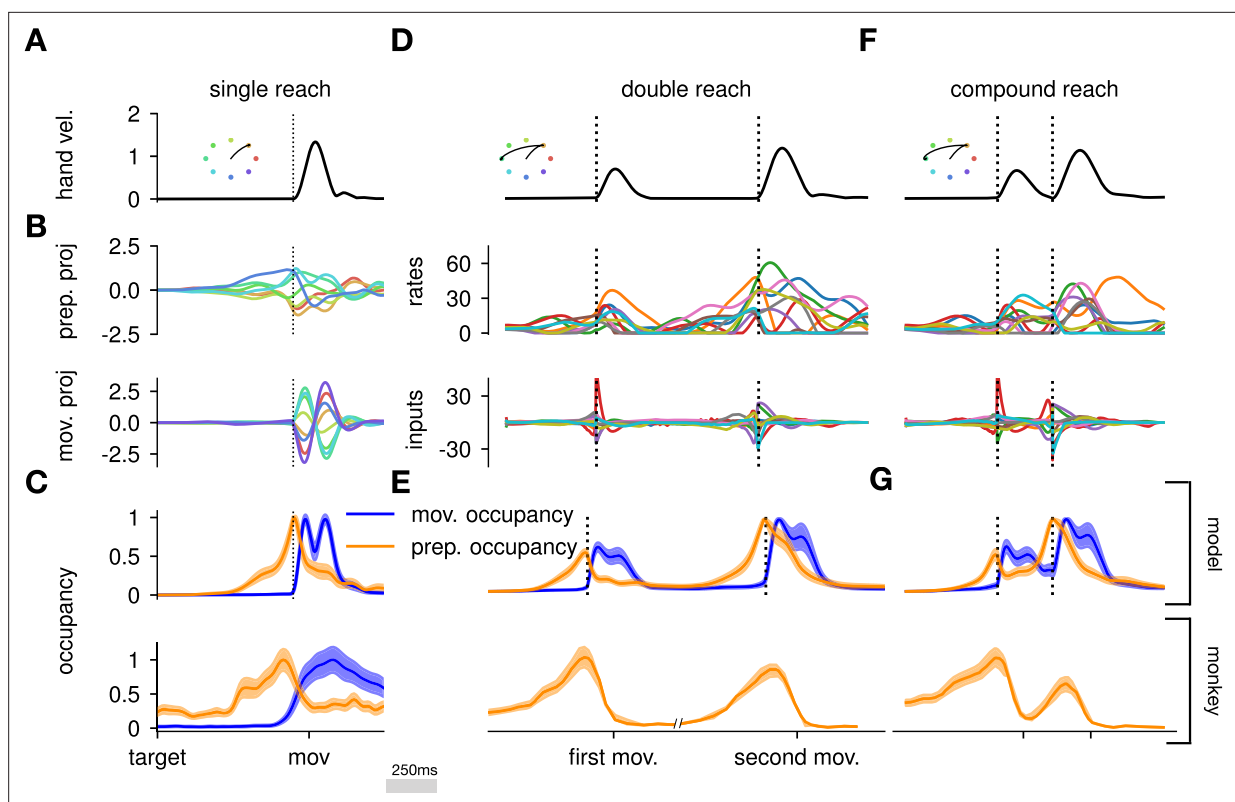 A
D
F
single reach
double reach
compound reach
hand vel.
2
1
0
B
prep. proj
2.5
0.0
-2.5
rates
60
30
0
mov. proj
2.5
0.0
-2.5
inputs
30
-30
C
E
G
occupancy
1
0.5
0
mov. occupancy
prep. occupancy
model
1
0.5
0
monkey
target
mov
first mov.
second mov.
250ms